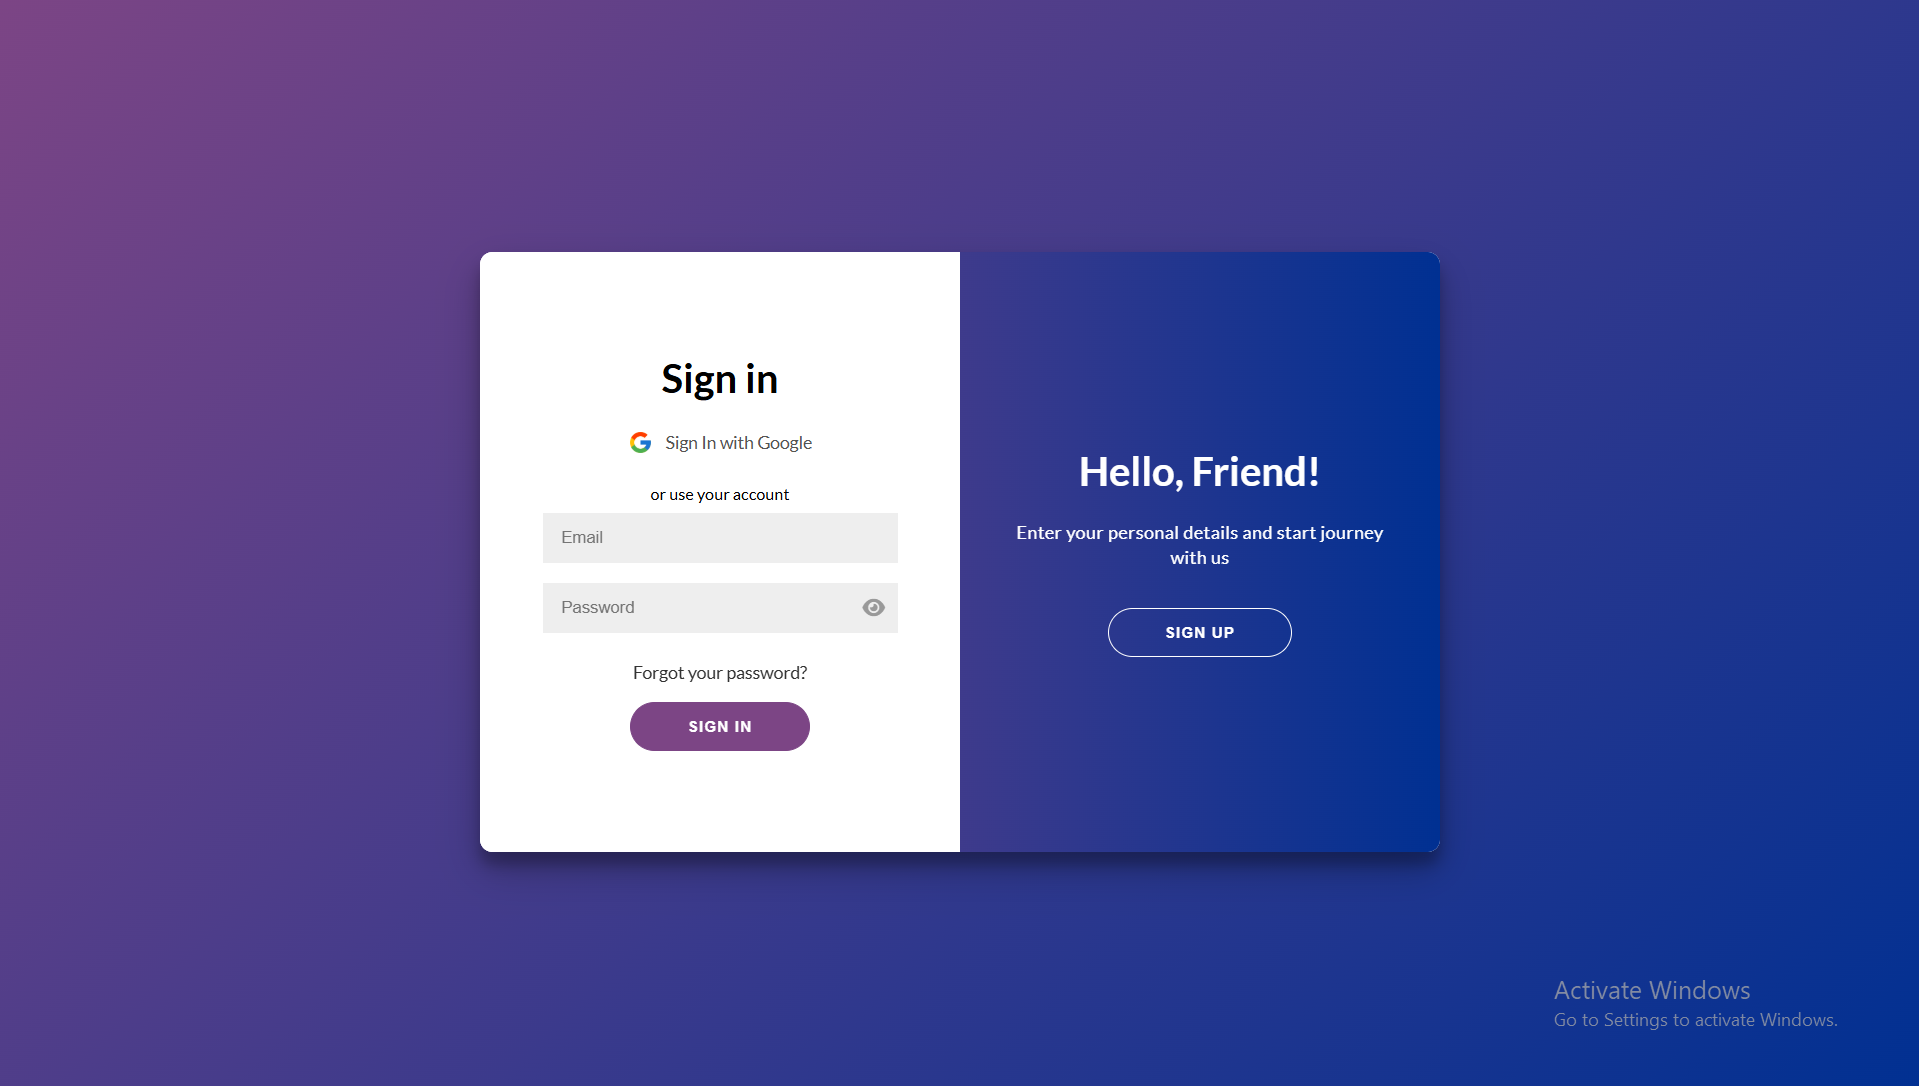 Sign in
Sign In with Google
or use your account
Email
Password
Forgot your password?
SIGN IN
Hello, Friend!
Enter your personal details and start journey
with us
SIGN UP
Activate Windows
Go to Settings to activate Windows.